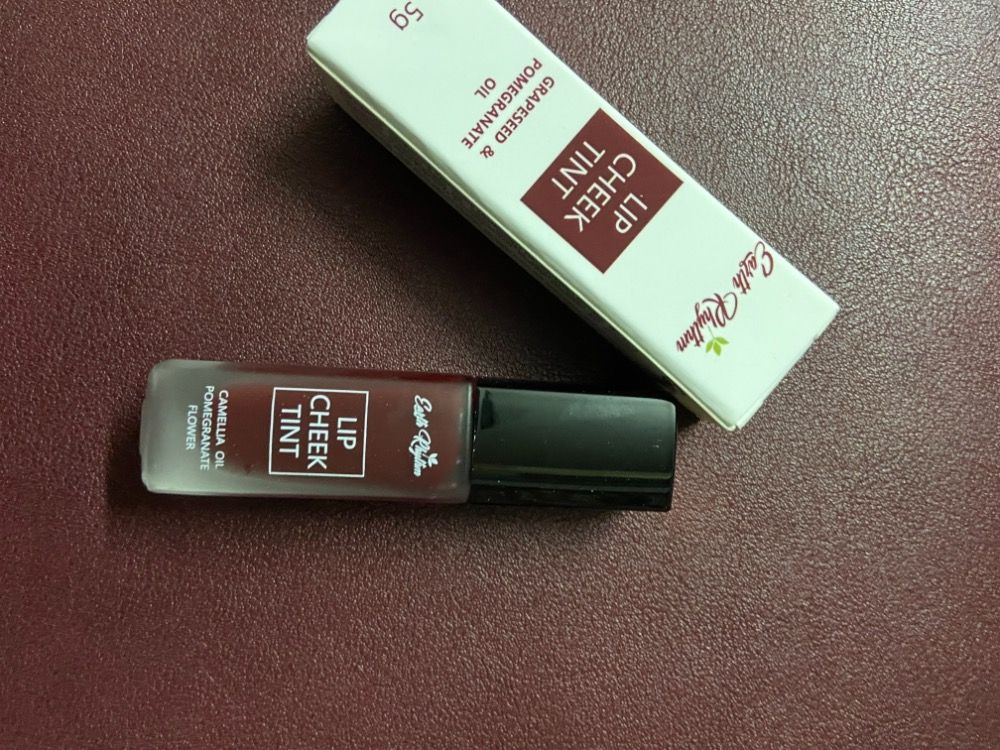 Earth Rhythm
LIP
CHEEK
TINT
GRAPESEED &
POMEGRANATE
OIL
5g
Earth Rhythm
LIP
CHEEK
TINT
CAMELLIA OIL
POMEGRANATE
FLOWER